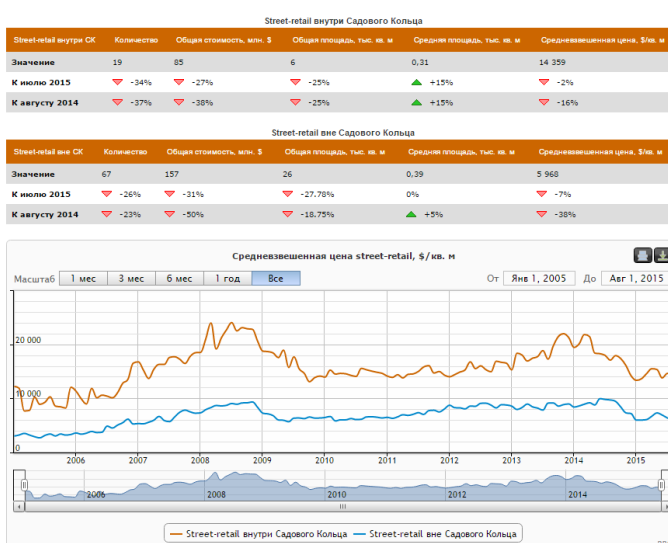 Street-retail внутри Садового Кольца
Street-retail внутри СК Количество Общая стоимость, млн. $ Общая площадь, тыс. кв. м Средняя площадь, тыс. кв. м Средневзвешенная цена, $/кв. м
Значение 19 85 6 0,31 14 359
К июлю 2015 -34% -27% -25% +15% -2%
К августу 2014 -37% -38% -25% +15% -16%
Street-retail вне Садового Кольца
Street-retail вне СК Количество Общая стоимость, млн. $ Общая площадь, тыс. кв. м Средняя площадь, тыс. кв. м Средневзвешенная цена, $/кв. м
Значение 67 157 26 0,39 5 968
К июлю 2015 -26% -31% -27.78% 0% -7%
К августу 2014 -23% -50% -18.75% +5% -38%
Средневзвешенная цена street-retail, $/кв. м
Масштаб 1 мес 3 мес 6 мес 1 год Все От Янв 1, 2005 До Авг 1, 2015
20 000
10 000
0
2006 2007 2008 2009 2010 2011 2012 2013 2014 2015
2006 2008 2010 2012 2014
Street-retail внутри Садового Кольца Street-retail вне Садового Кольца